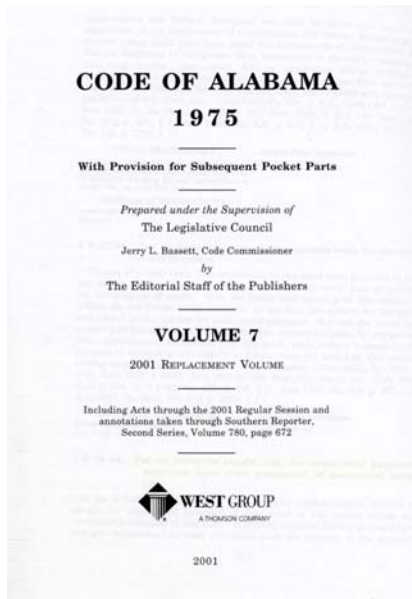 CODE OF ALABAMA
1975
With Provision for Subsequent Pocket Parts
Prepared under the Supervision of
The Legislative Council
Jerry L. Bassett, Code Commissioner
by
The Editorial Staff of the Publishers
VOLUME 7
2001 REPLACEMENT VOLUME
Including Acts through the 2001 Regular Session and
annotations taken through Southern Reporter,
Second Series, Volume 780, page 672
WEST GROUP
A THOMSON COMPANY
2001